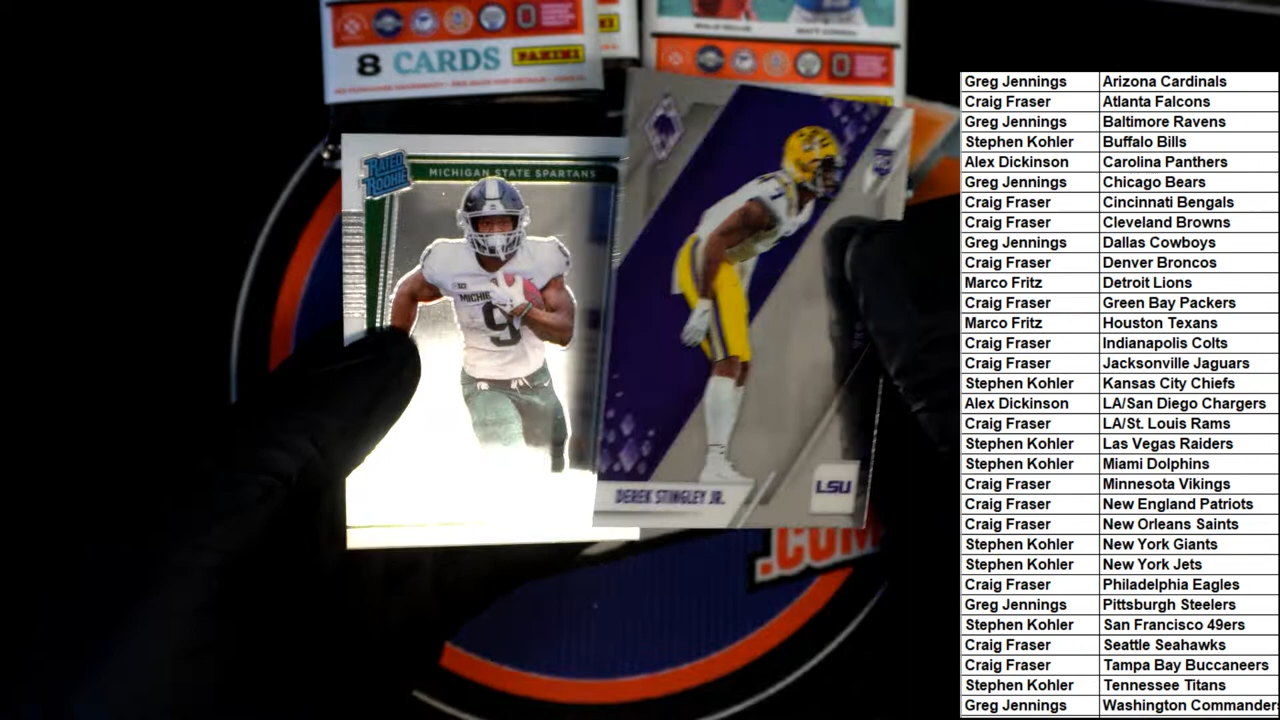 8 CARDS
PANINI
RATED
ROOKIE
MICHIGAN STATE SPARTANS
MICHIG
9
DEREK STINGLEY JR.
LSU
.COM
Greg Jennings Arizona Cardinals
Craig Fraser Atlanta Falcons
Greg Jennings Baltimore Ravens
Stephen Kohler Buffalo Bills
Alex Dickinson Carolina Panthers
Greg Jennings Chicago Bears
Craig Fraser Cincinnati Bengals
Craig Fraser Cleveland Browns
Greg Jennings Dallas Cowboys
Craig Fraser Denver Broncos
Marco Fritz Detroit Lions
Craig Fraser Green Bay Packers
Marco Fritz Houston Texans
Craig Fraser Indianapolis Colts
Craig Fraser Jacksonville Jaguars
Stephen Kohler Kansas City Chiefs
Alex Dickinson LA/San Diego Chargers
Craig Fraser LA/St. Louis Rams
Stephen Kohler Las Vegas Raiders
Stephen Kohler Miami Dolphins
Craig Fraser Minnesota Vikings
Craig Fraser New England Patriots
Craig Fraser New Orleans Saints
Stephen Kohler New York Giants
Stephen Kohler New York Jets
Craig Fraser Philadelphia Eagles
Greg Jennings Pittsburgh Steelers
Stephen Kohler San Francisco 49ers
Craig Fraser Seattle Seahawks
Craig Fraser Tampa Bay Buccaneers
Stephen Kohler Tennessee Titans
Greg Jennings Washington Commander